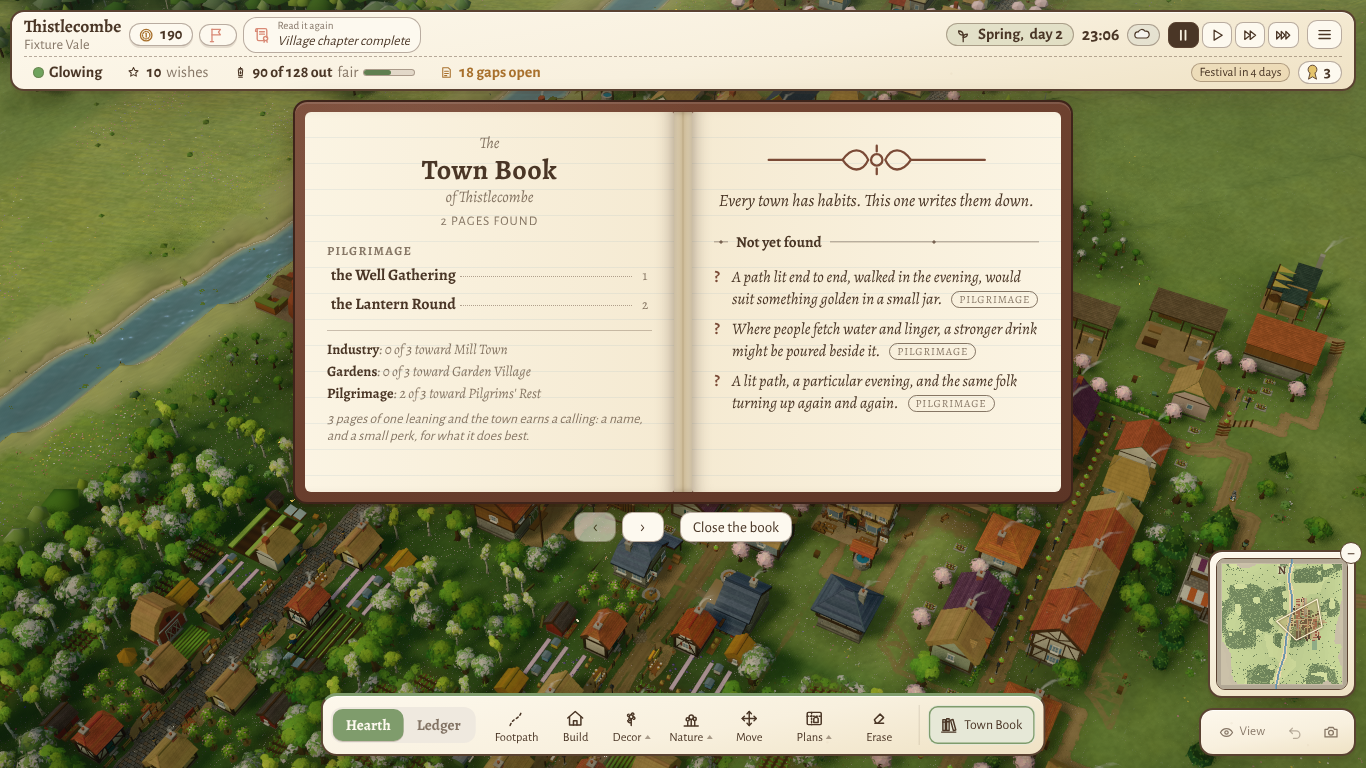 Thistlecombe
Fixture Vale
190
Read it again
Village chapter complete
Spring, day 2
23:06
Glowing
10 wishes
90 of 128 out fair
18 gaps open
Festival in 4 days
3
The
Town Book
of Thistlecombe
2 PAGES FOUND
PILGRIMAGE
the Well Gathering 1
the Lantern Round 2
Industry: 0 of 3 toward Mill Town
Gardens: 0 of 3 toward Garden Village
Pilgrimage: 2 of 3 toward Pilgrims' Rest
3 pages of one leaning and the town earns a calling: a name,
and a small perk, for what it does best.
Every town has habits. This one writes them down.
Not yet found
? A path lit end to end, walked in the evening, would
suit something golden in a small jar. PILGRIMAGE
? Where people fetch water and linger, a stronger drink
might be poured beside it. PILGRIMAGE
? A lit path, a particular evening, and the same folk
turning up again and again. PILGRIMAGE
‹ › Close the book
N
Hearth
Ledger
Footpath
Build
Decor
Nature
Move
Plans
Erase
Town Book
View